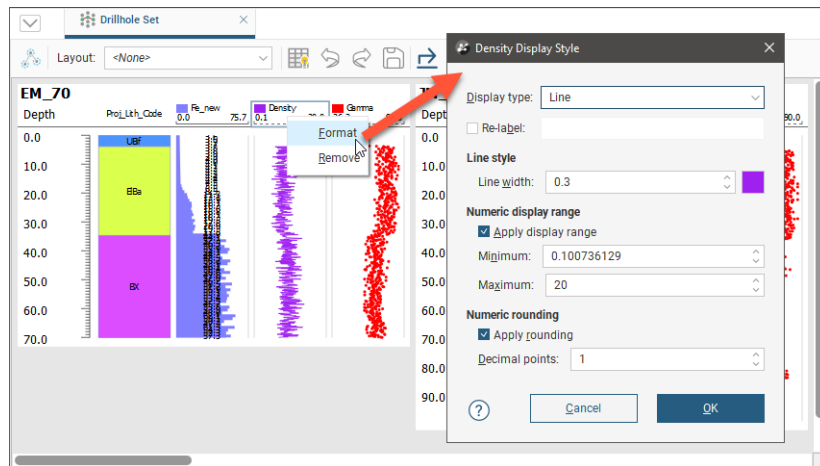 Drillhole Set
Layout: <None>
EM_70
Depth Proj_Lith_Code Fe_new 0.0 75.7 Density 0.1 Gamma
Format
Remove
0.0
10.0
20.0
30.0
40.0
50.0
60.0
70.0
UBf
BX
Dept
0.0
10.0
20.0
30.0
40.0
50.0
60.0
70.0
80.0
90.0
Density Display Style
Display type: Line
Re-label:
Line style
Line width: 0.3
Numeric display range
Apply display range
Minimum: 0.100736129
Maximum: 20
Numeric rounding
Apply rounding
Decimal points: 1
? Cancel OK